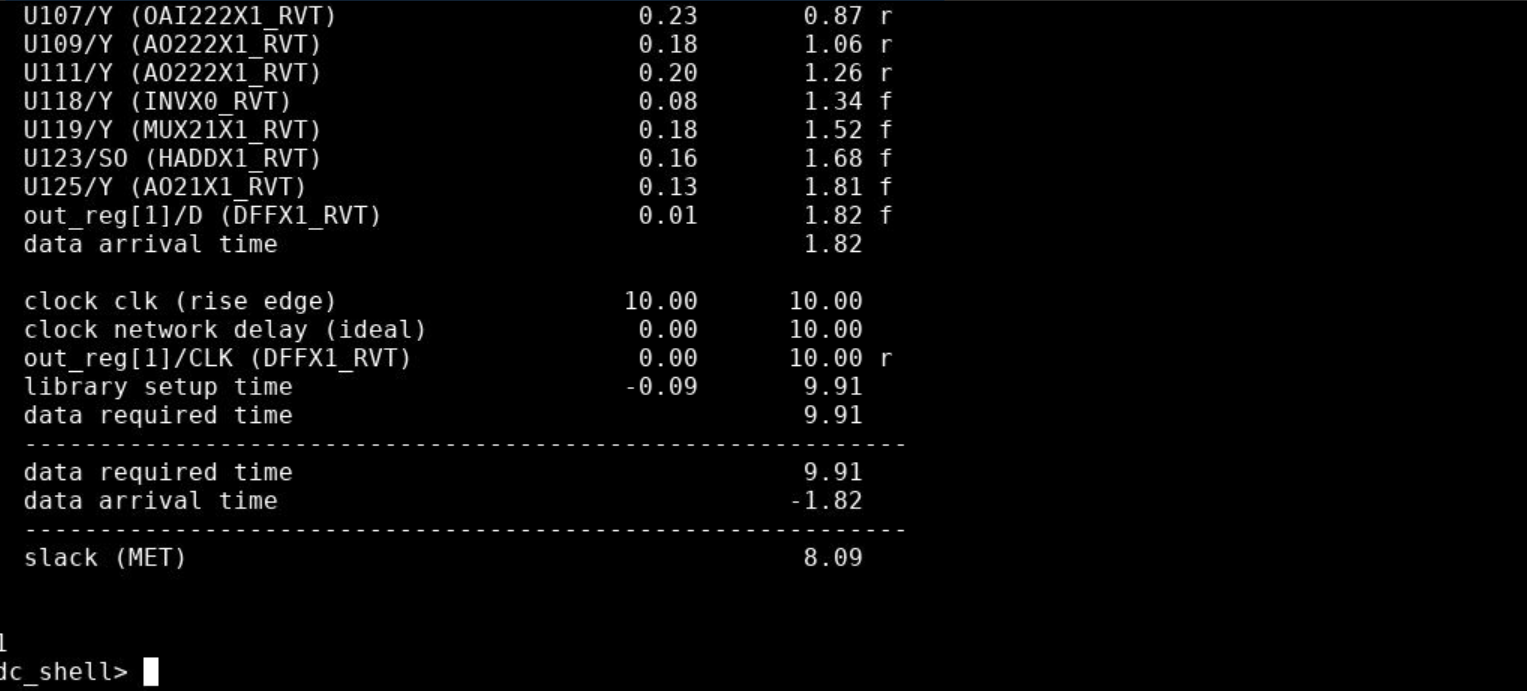 U107/Y (OAI222X1_RVT) 0.23 0.87 r
U109/Y (AO222X1_RVT) 0.18 1.06 r
U111/Y (AO222X1_RVT) 0.20 1.26 r
U118/Y (INVX0_RVT) 0.08 1.34 f
U119/Y (MUX21X1_RVT) 0.18 1.52 f
U123/SO (HADDX1_RVT) 0.16 1.68 f
U125/Y (AO21X1_RVT) 0.13 1.81 f
out_reg[1]/D (DFFX1_RVT) 0.01 1.82 f
data arrival time 1.82
clock clk (rise edge) 10.00 10.00
clock network delay (ideal) 0.00 10.00
out_reg[1]/CLK (DFFX1_RVT) 0.00 10.00 r
library setup time -0.09 9.91
data required time 9.91
-----------------------------------------------------------
data required time 9.91
data arrival time -1.82
-----------------------------------------------------------
slack (MET) 8.09
1
dc_shell>